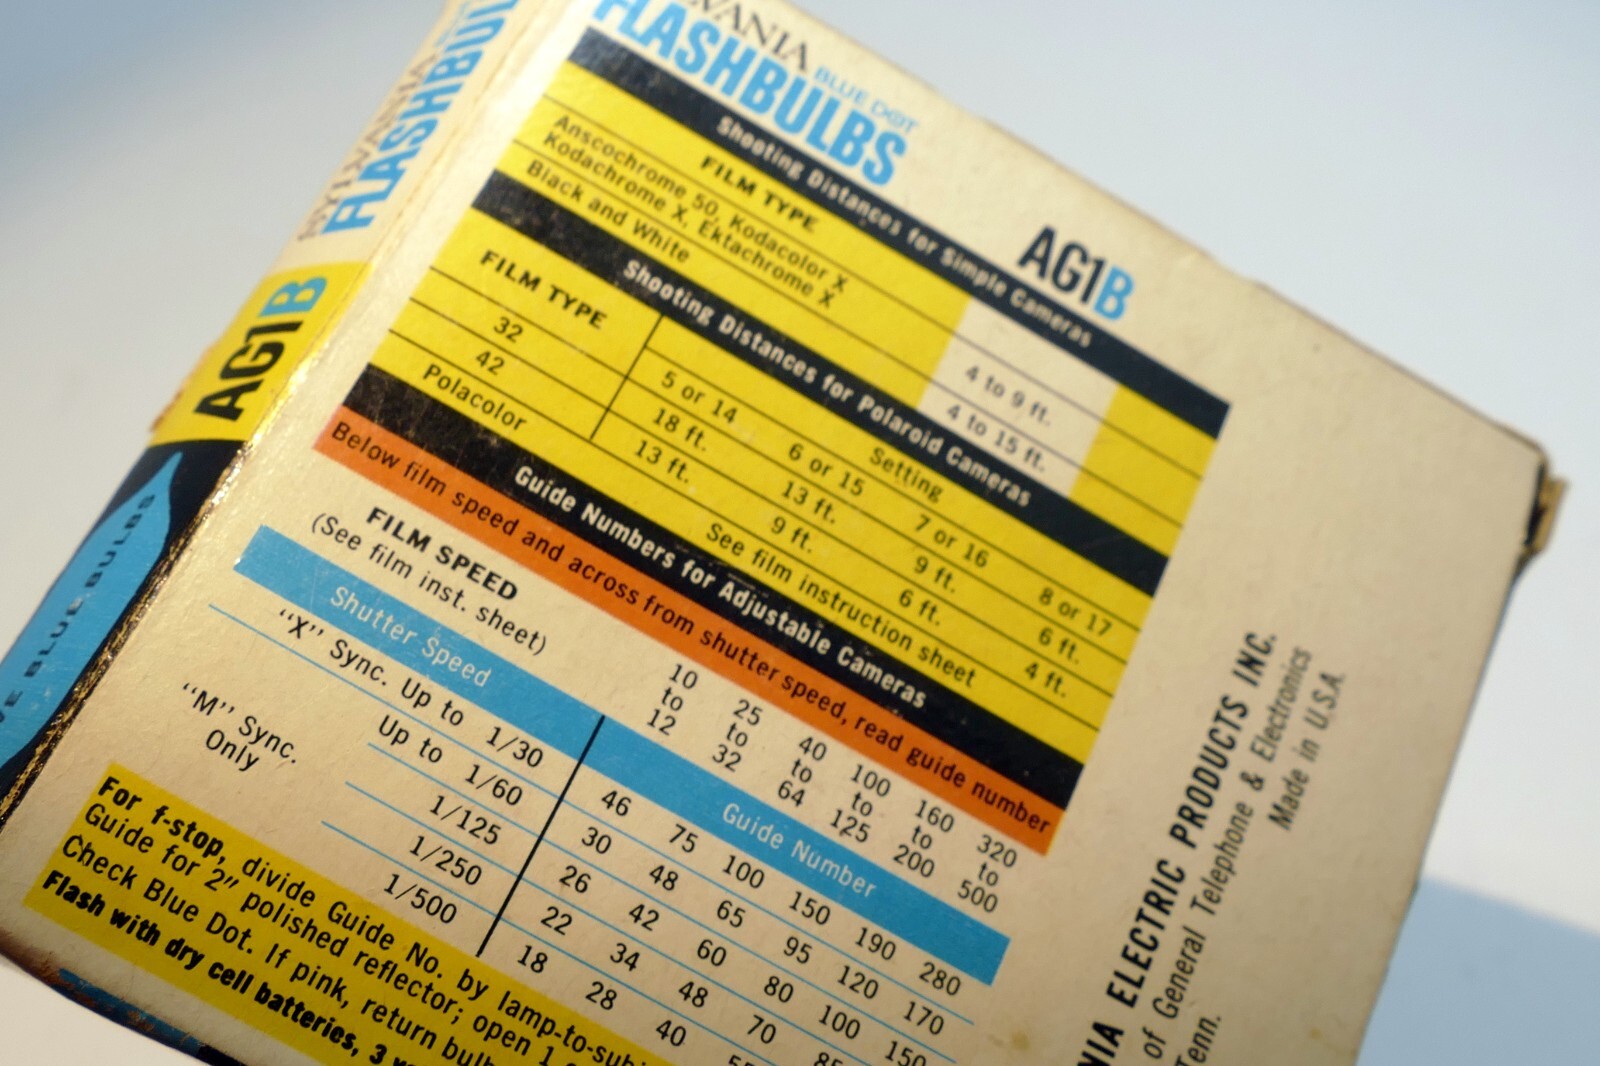 FLASHBULBS
AG1B
BLUE BULBS
BLUE DOT
FLASHBULBS
AG1B
Shooting Distances for Simple Cameras
FILM TYPE
Anscochrome 50, Kodacolor X
Kodachrome X, Ektachrome X 4 to 9 ft.
Black and White 4 to 15 ft.
Shooting Distances for Polaroid Cameras
FILM TYPE Setting
5 or 14 6 or 15 7 or 16 8 or 17
32 18 ft. 13 ft. 9 ft. 6 ft.
42 13 ft. 9 ft. 6 ft. 4 ft.
Polacolor See film instruction sheet
Guide Numbers for Adjustable Cameras
Below film speed and across from shutter speed, read guide number
FILM SPEED
(See film inst. sheet)
10 to 12 25 to 32 40 to 64 100 to 125 160 to 200 320 to 500
Shutter Speed Guide Number
"X" Sync. Up to 1/30 46 75 100 150 190 280
"M" Sync. Only
Up to 1/60 30 48 65 95 120 170
1/125 26 42 60 80 100 150
1/250 22 34 48 70 85
1/500 18 28 40
For f-stop, divide Guide No. by
Guide for 2" polished reflector; open 1
Check Blue Dot. If pink, return
Flash with dry cell batteries, 3
ELECTRIC PRODUCTS INC.
of General Telephone & Electronics
Tenn. Made in U.S.A.